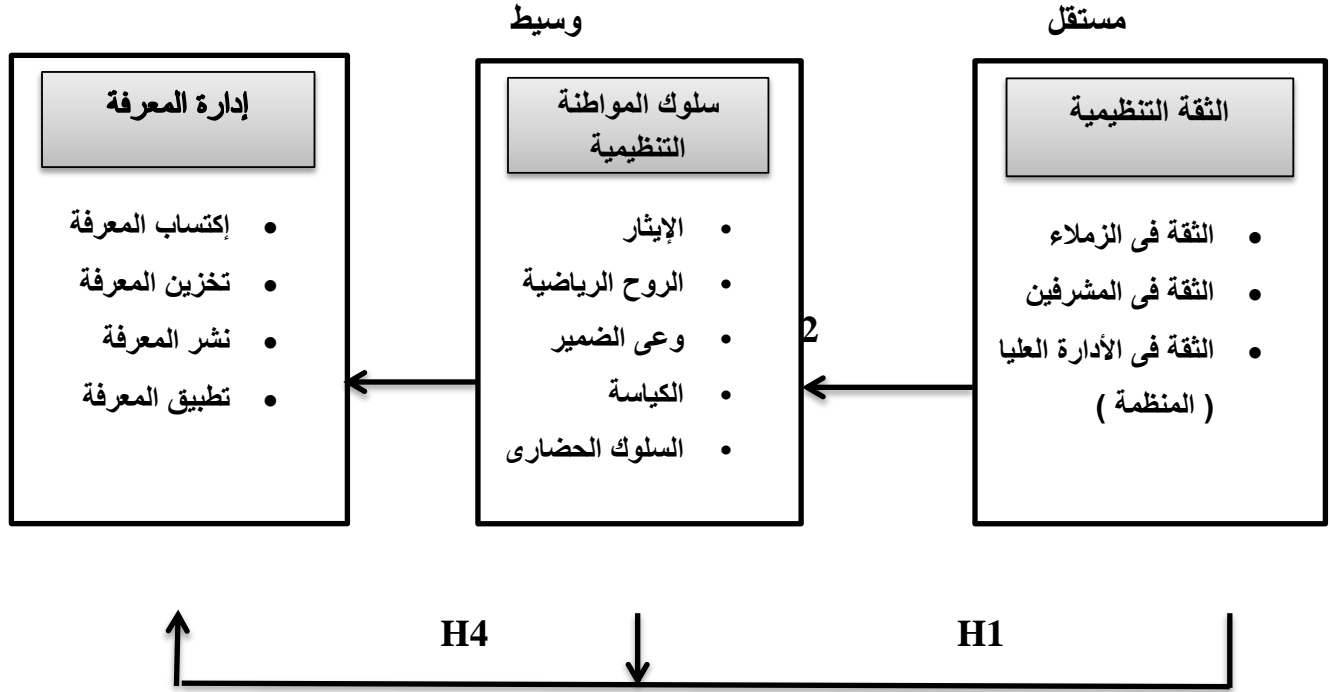 مستقل
وسيط
الثقة التنظيمية
الثقة فى الزملاء
الثقة فى المشرفين
الثقة فى الأدارة العليا
( المنظمة )
سلوك المواطنة
التنظيمية
الإيثار
الروح الرياضية
وعى الضمير
الكياسة
السلوك الحضارى
2
إدارة المعرفة
إكتساب المعرفة
تخزين المعرفة
نشر المعرفة
تطبيق المعرفة
H1
H4